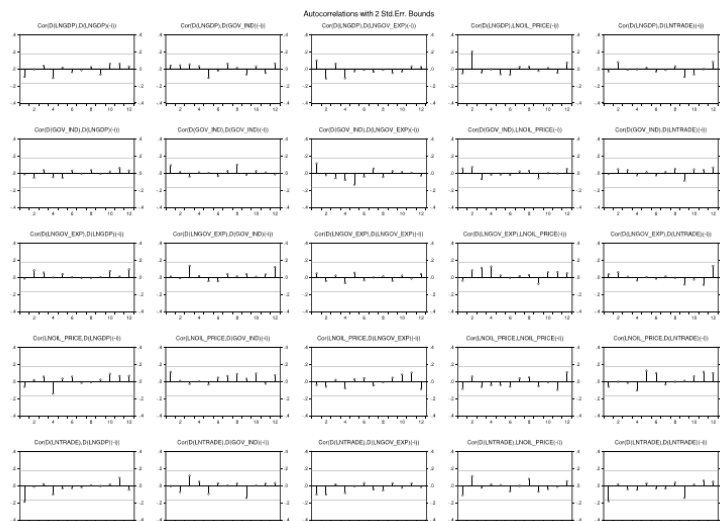 Autocorrelations with 2 Std.Err. Bounds
Cor(D(LNGDP),D(LNGDP)(-i)) Cor(D(LNGDP),D(GOV_IND)(-i)) Cor(D(LNGDP),D(LNGOV_EXP)(-i)) Cor(D(LNGDP),LNOIL_PRICE(-i)) Cor(D(LNGDP),D(LNTRADE)(-i))
Cor(D(GOV_IND),D(LNGDP)(-i)) Cor(D(GOV_IND),D(GOV_IND)(-i)) Cor(D(GOV_IND),D(LNGOV_EXP)(-i)) Cor(D(GOV_IND),LNOIL_PRICE(-i)) Cor(D(GOV_IND),D(LNTRADE)(-i))
Cor(D(LNGOV_EXP),D(LNGDP)(-i)) Cor(D(LNGOV_EXP),D(GOV_IND)(-i)) Cor(D(LNGOV_EXP),D(LNGOV_EXP)(-i)) Cor(D(LNGOV_EXP),LNOIL_PRICE(-i)) Cor(D(LNGOV_EXP),D(LNTRADE)(-i))
Cor(LNOIL_PRICE,D(LNGDP)(-i)) Cor(LNOIL_PRICE,D(GOV_IND)(-i)) Cor(LNOIL_PRICE,D(LNGOV_EXP)(-i)) Cor(LNOIL_PRICE,LNOIL_PRICE(-i)) Cor(LNOIL_PRICE,D(LNTRADE)(-i))
Cor(D(LNTRADE),D(LNGDP)(-i)) Cor(D(LNTRADE),D(GOV_IND)(-i)) Cor(D(LNTRADE),D(LNGOV_EXP)(-i)) Cor(D(LNTRADE),LNOIL_PRICE(-i)) Cor(D(LNTRADE),D(LNTRADE)(-i))